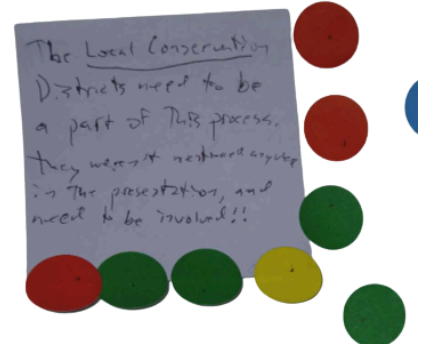 The Local Conservation
Districts need to be
a part of This process.
They weren't mentioned anywhere
in The presentation, and
need to be involved!!